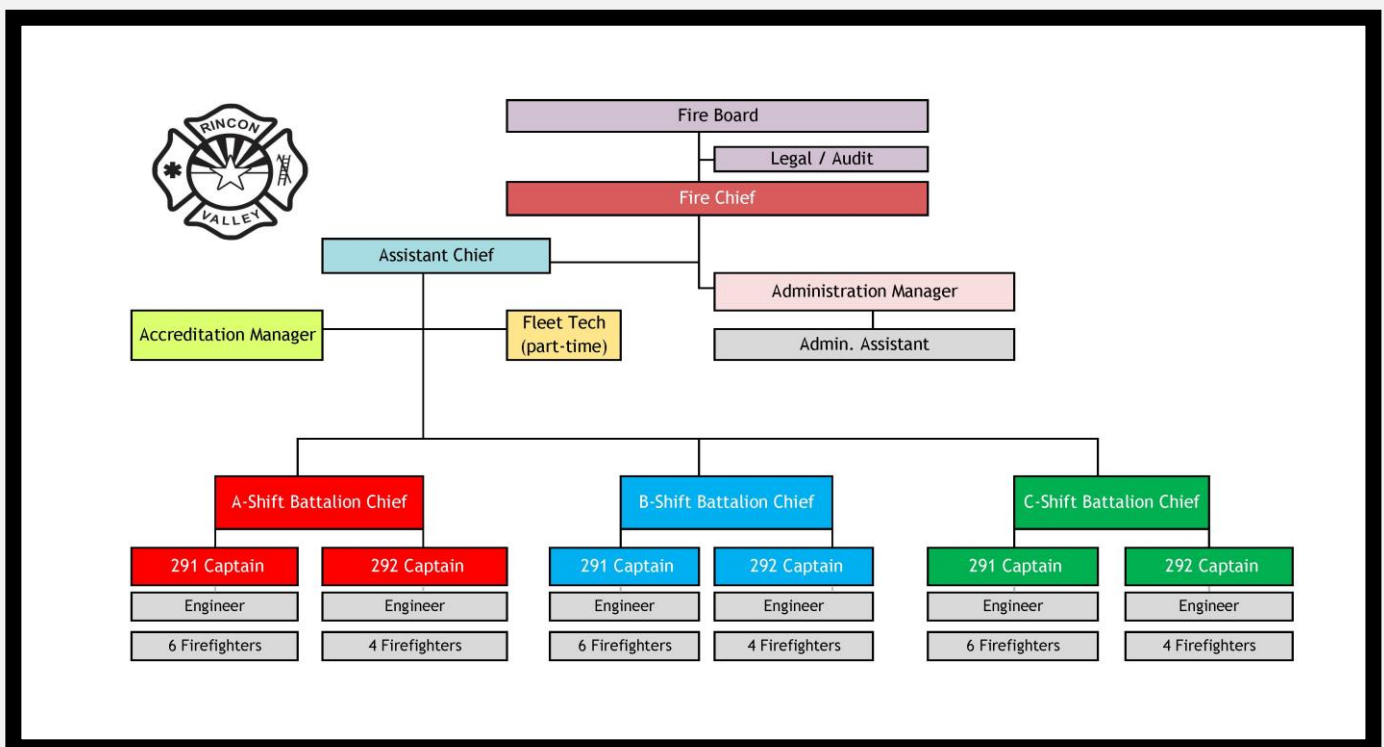 RINCON
VALLEY
Fire Board
Legal / Audit
Fire Chief
Assistant Chief
Administration Manager
Accreditation Manager
Fleet Tech
(part-time)
Admin. Assistant
A-Shift Battalion Chief
B-Shift Battalion Chief
C-Shift Battalion Chief
291 Captain
292 Captain
291 Captain
292 Captain
291 Captain
292 Captain
Engineer
Engineer
Engineer
Engineer
Engineer
Engineer
6 Firefighters
4 Firefighters
6 Firefighters
4 Firefighters
6 Firefighters
4 Firefighters